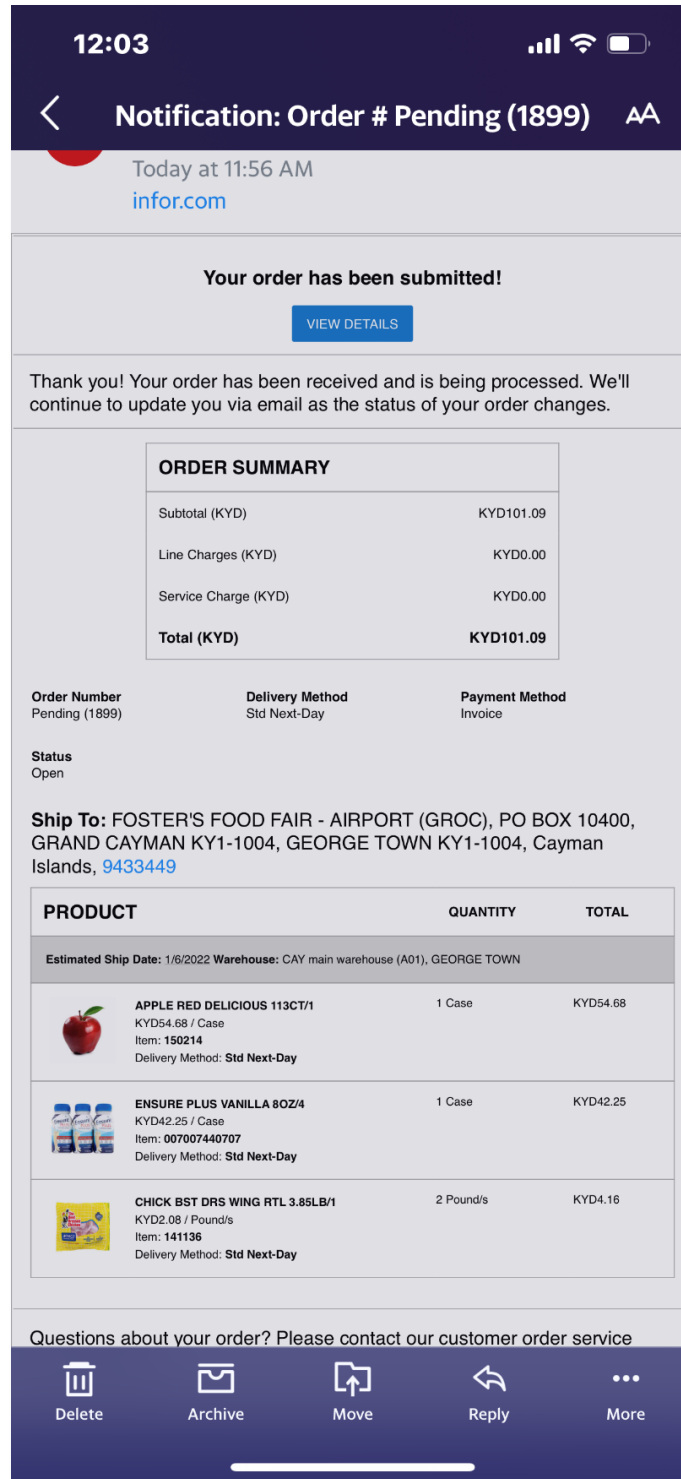 12:03
Notification: Order # Pending (1899) AA
Today at 11:56 AM
infor.com
Your order has been submitted!
VIEW DETAILS
Thank you! Your order has been received and is being processed. We'll
continue to update you via email as the status of your order changes.
ORDER SUMMARY
Subtotal (KYD) KYD101.09
Line Charges (KYD) KYD0.00
Service Charge (KYD) KYD0.00
Total (KYD) KYD101.09
Order Number Delivery Method Payment Method
Pending (1899) Std Next-Day Invoice
Status
Open
Ship To: FOSTER'S FOOD FAIR - AIRPORT (GROC), PO BOX 10400,
GRAND CAYMAN KY1-1004, GEORGE TOWN KY1-1004, Cayman
Islands, 9433449
PRODUCT QUANTITY TOTAL
Estimated Ship Date: 1/6/2022 Warehouse: CAY main warehouse (A01), GEORGE TOWN
APPLE RED DELICIOUS 113CT/1 1 Case KYD54.68
KYD54.68 / Case
Item: 150214
Delivery Method: Std Next-Day
ENSURE PLUS VANILLA 8OZ/4 1 Case KYD42.25
KYD42.25 / Case
Item: 007007440707
Delivery Method: Std Next-Day
CHICK BST DRS WING RTL 3.85LB/1 2 Pound/s KYD4.16
KYD2.08 / Pound/s
Item: 141136
Delivery Method: Std Next-Day
Questions about your order? Please contact our customer order service
Delete Archive Move Reply More